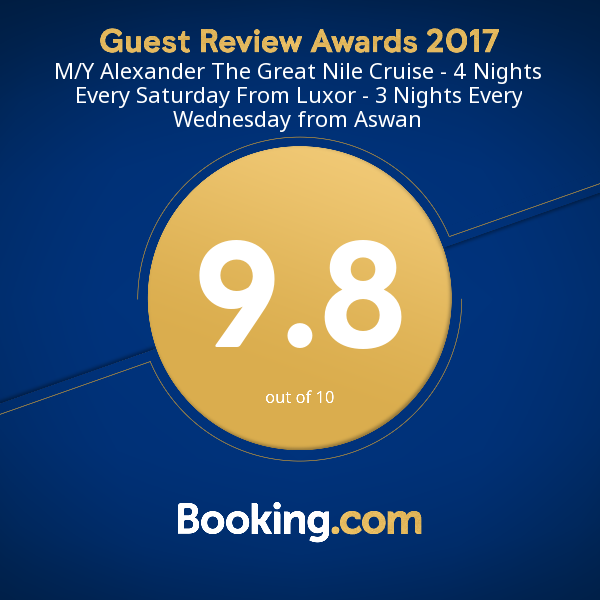 Guest Review Awards 2017
M/Y Alexander The Great Nile Cruise - 4 Nights
Every Saturday From Luxor - 3 Nights Every
Wednesday from Aswan
9.8
out of 10
Booking.com